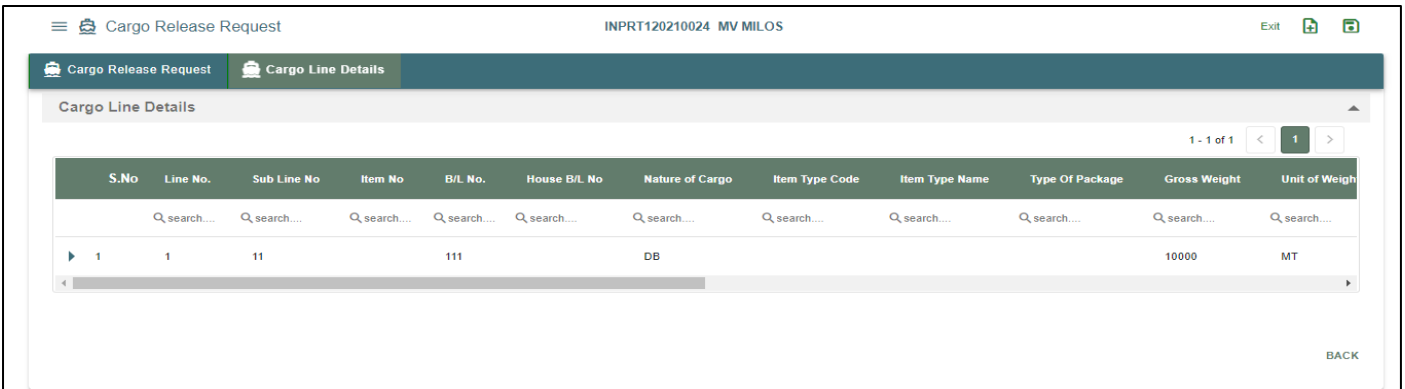 Cargo Release Request INPRT120210024 MV MILOS Exit
Cargo Release Request Cargo Line Details
Cargo Line Details
1 - 1 of 1 < 1 >
S.No Line No. Sub Line No Item No B/L No. House B/L No Nature of Cargo Item Type Code Item Type Name Type Of Package Gross Weight Unit of Weigh
search.... search.... search.... search.... search.... search.... search.... search.... search.... search.... search....
1 1 11 111 DB 10000 MT
BACK